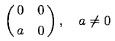 ( 0 0
a 0 ), a ≠ 0